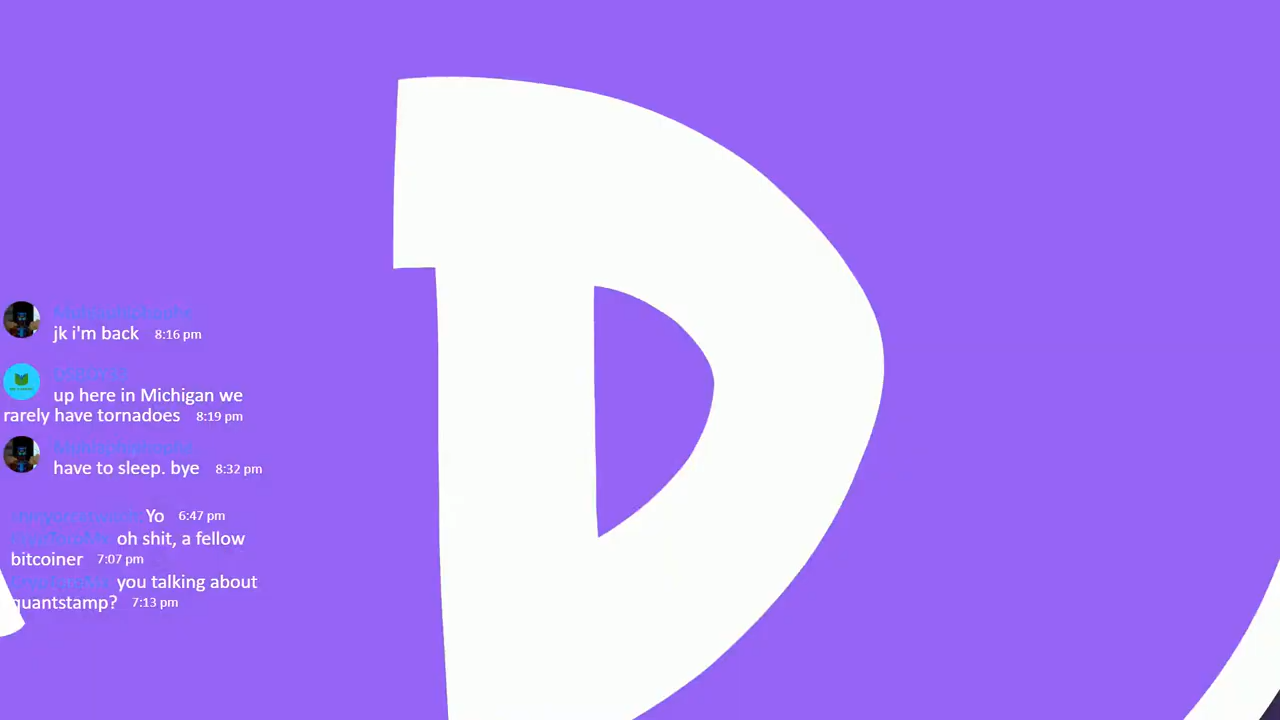 D
jk i'm back 8:16 pm
up here in Michigan we
rarely have tornadoes 8:19 pm
have to sleep. bye 8:32 pm
Yo 6:47 pm
oh shit, a fellow
bitcoiner 7:07 pm
you talking about
quantstamp? 7:13 pm